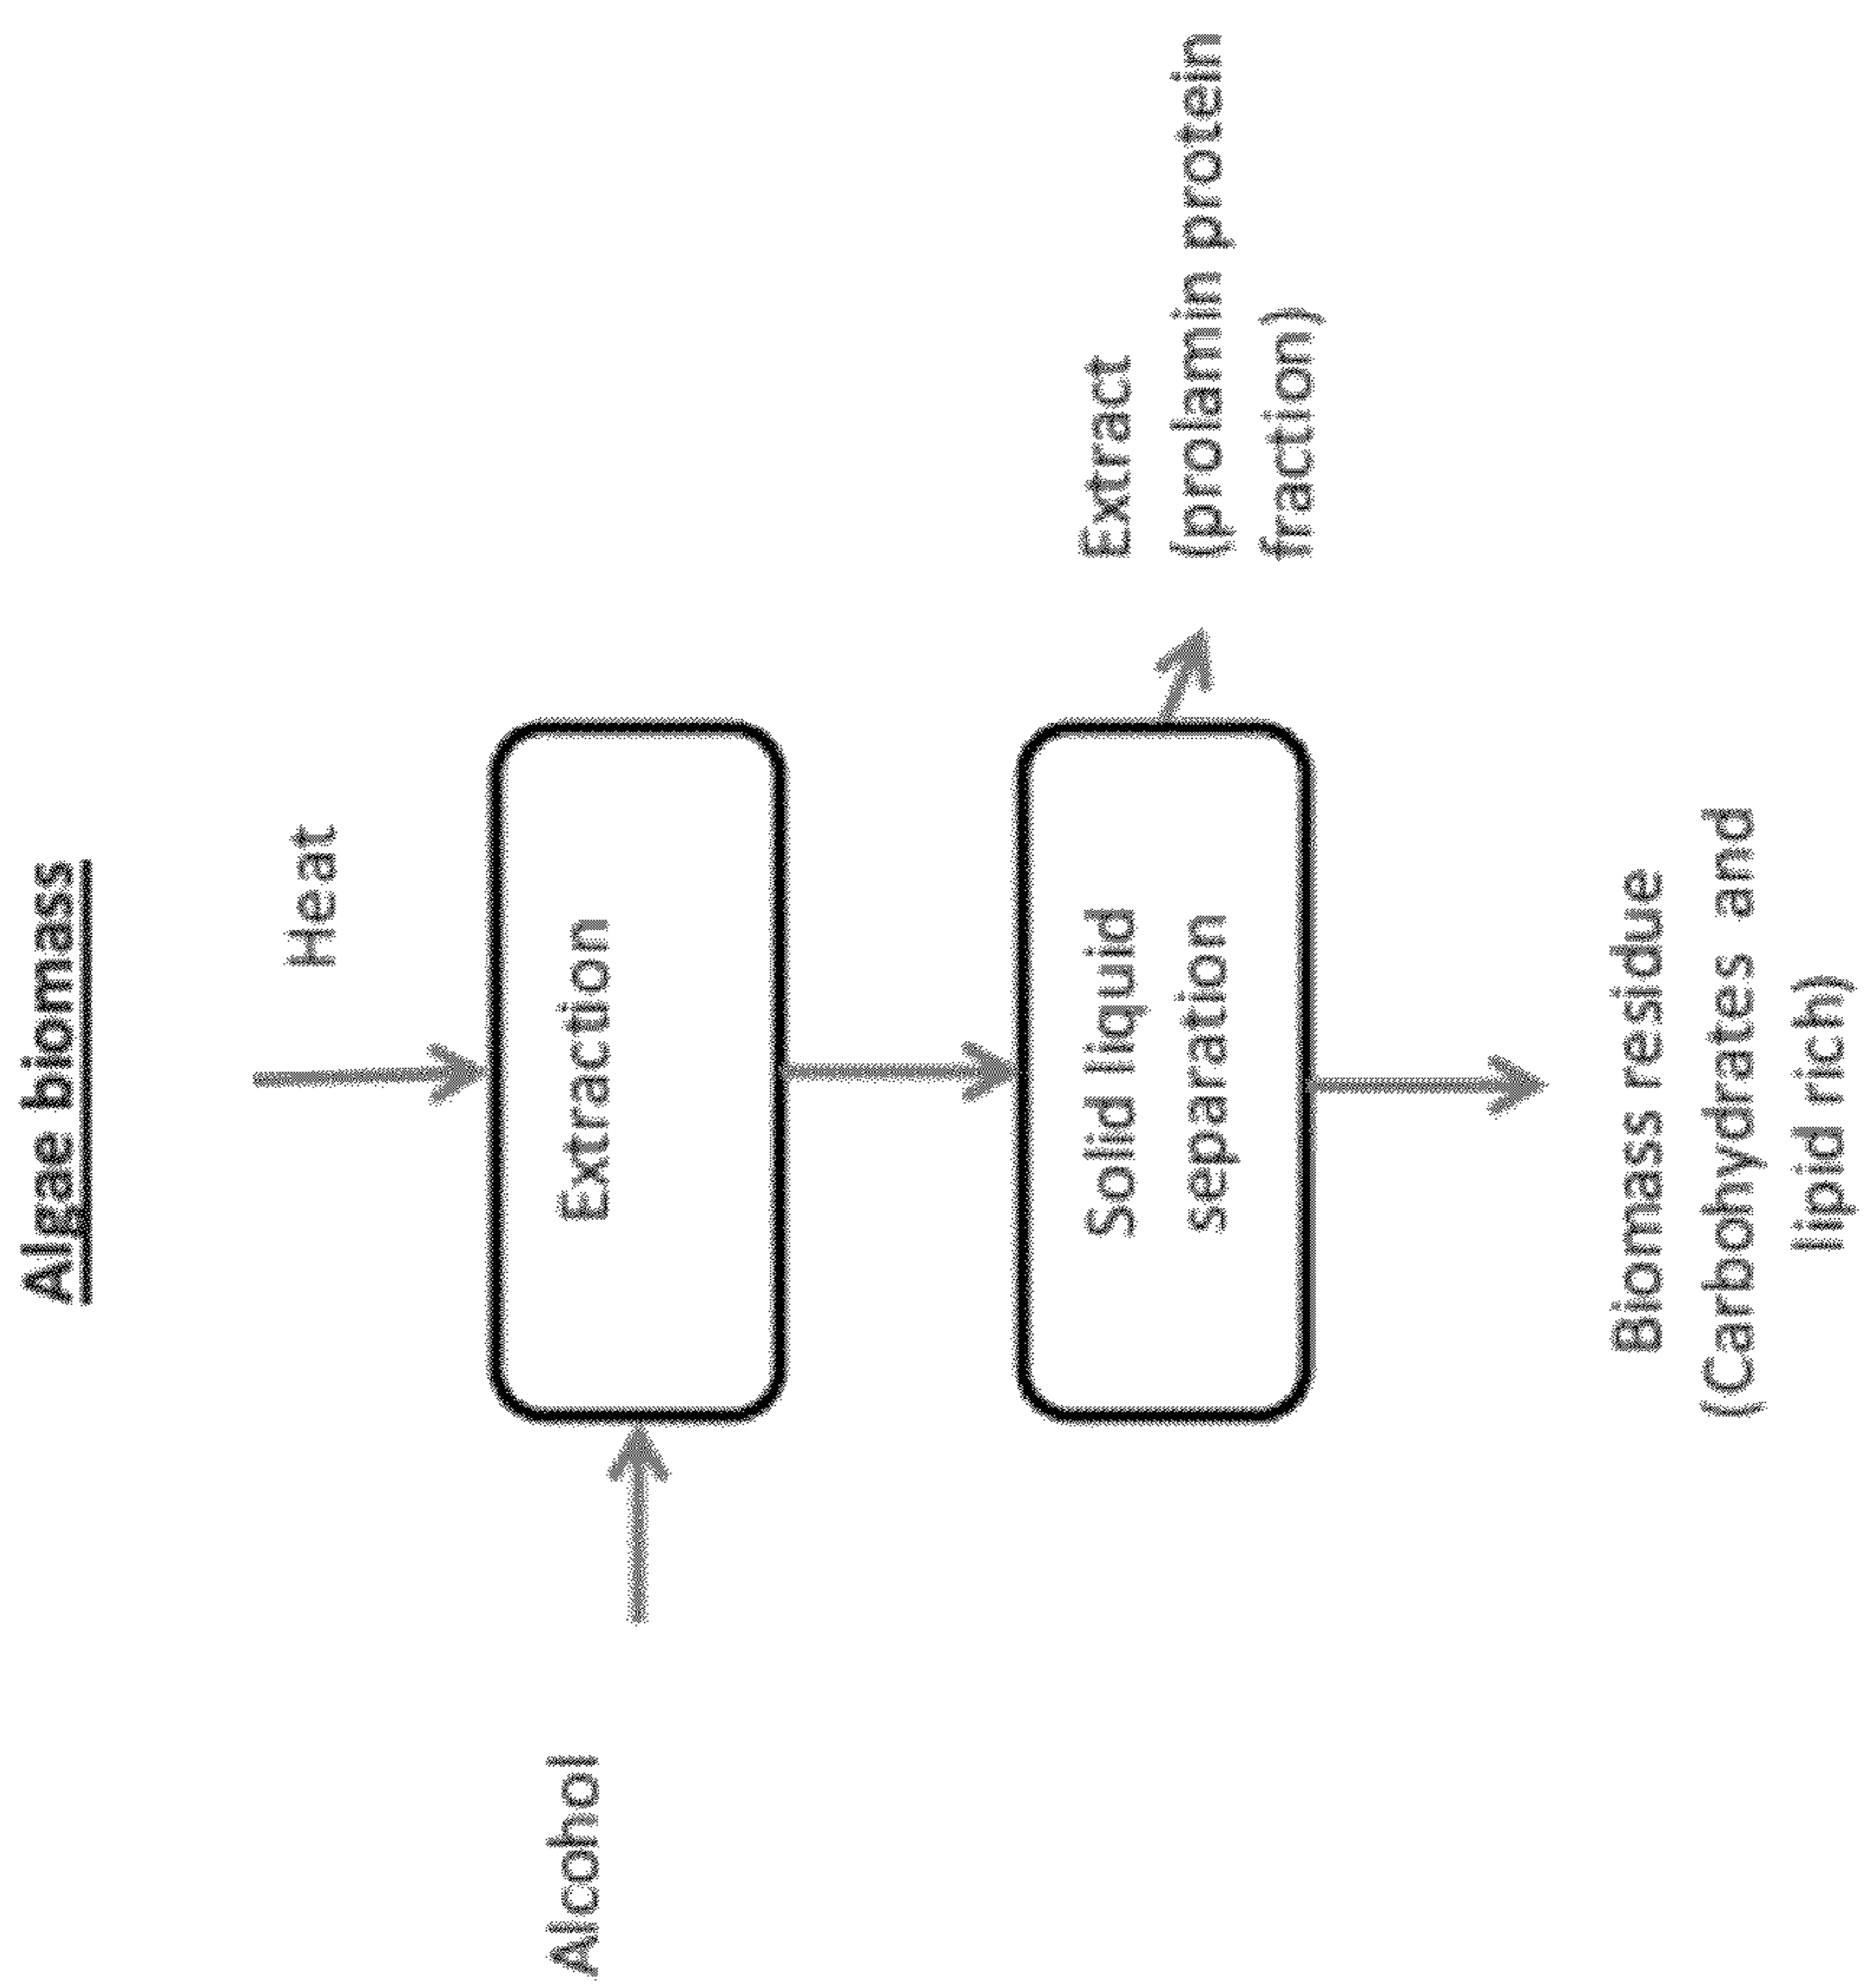 Algae biomass
Heat
Alcohol
Extraction
Solid liquid
separation
Extract
(prolamin protein
fraction)
Biomass residue
(Carbohydrates and
lipid rich)